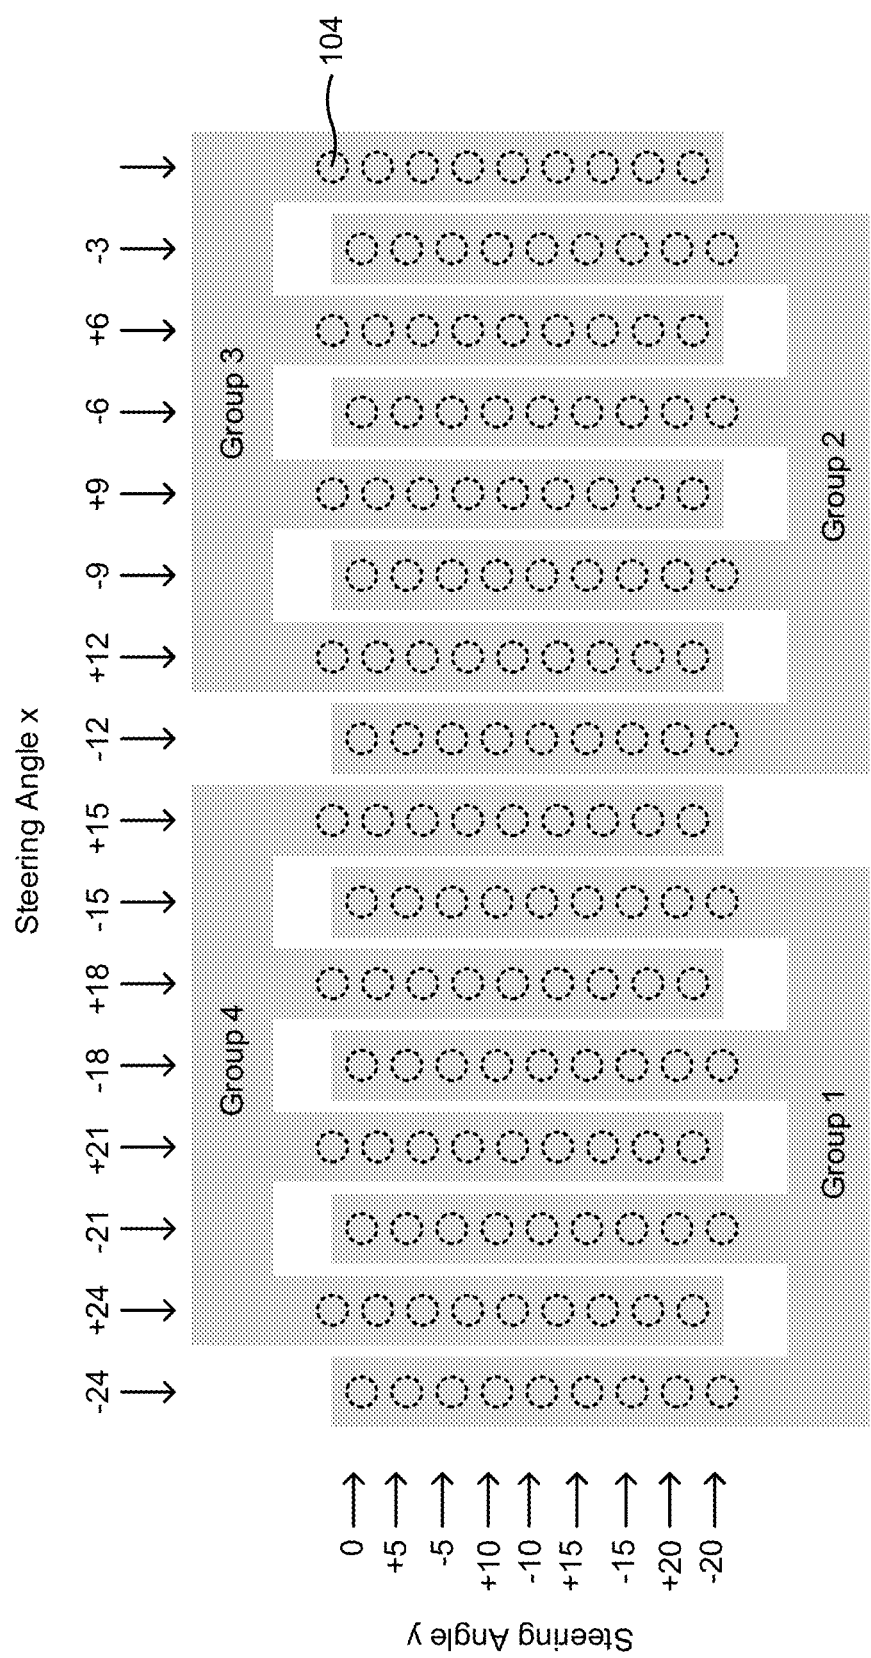 Steering Angle x
-24 +24 -21 +21 -18 +18 -15 +15 -12 +12 -9 +9 -6 +6 -3
Group 4
Group 3
104
Steering Angle y
0
+5
-5
+10
-10
+15
-15
+20
-20
Group 1
Group 2